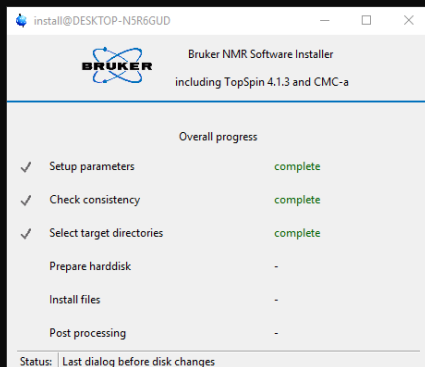 install@DESKTOP-N5R6GUD
BRUKER
Bruker NMR Software Installer
including TopSpin 4.1.3 and CMC-a
Overall progress
Setup parameters complete
Check consistency complete
Select target directories complete
Prepare harddisk -
Install files -
Post processing -
Status: Last dialog before disk changes